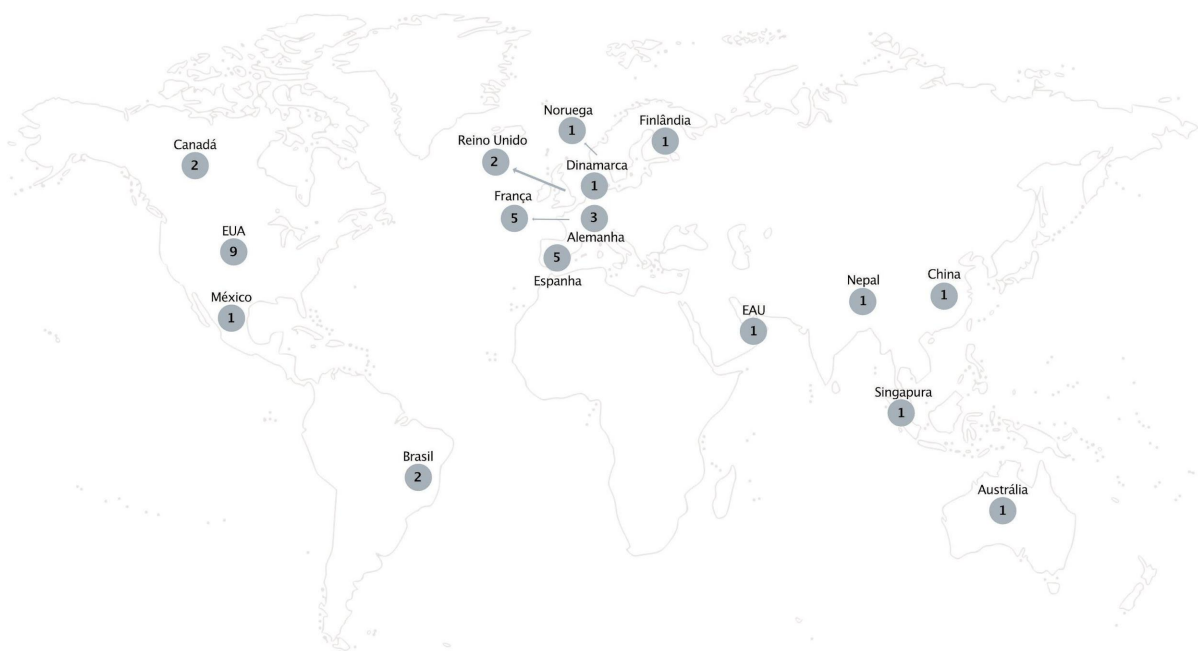 Noruega
1
Finlândia
1
Reino Unido
2
Canadá
2
Dinamarca
1
França
5
3
Alemanha
EUA
9
5
Espanha
Nepal
1
China
1
México
1
EAU
1
Singapura
1
Brasil
2
Austrália
1